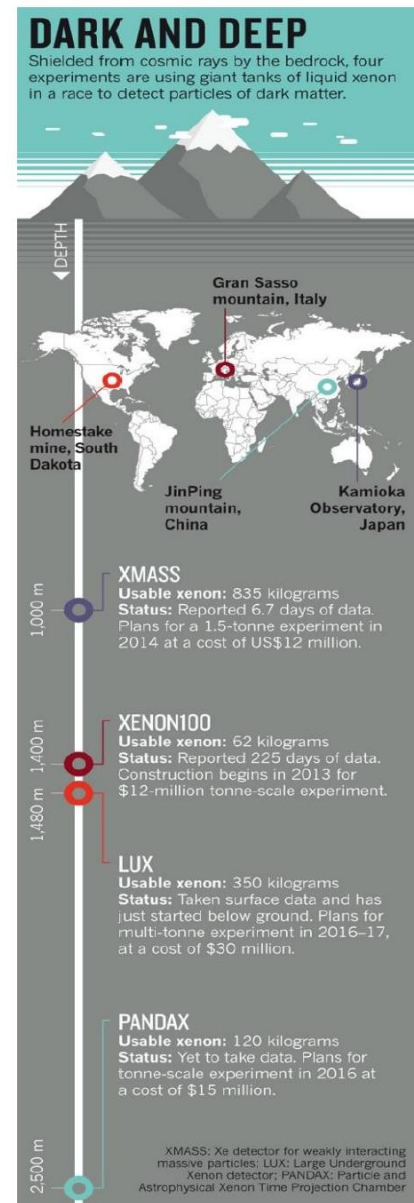 DARK AND DEEP
Shielded from cosmic rays by the bedrock, four
experiments are using giant tanks of liquid xenon
in a race to detect particles of dark matter.
DEPTH
Gran Sasso
mountain, Italy
Homestake
mine, South
Dakota
JinPing
mountain,
China
Kamioka
Observatory,
Japan
1,000 m
XMASS
Usable xenon: 835 kilograms
Status: Reported 6.7 days of data.
Plans for a 1.5-tonne experiment in
2014 at a cost of US$12 million.
1,400 m
XENON100
Usable xenon: 62 kilograms
Status: Reported 225 days of data.
Construction begins in 2013 for
$12-million tonne-scale experiment.
1,480 m
LUX
Usable xenon: 350 kilograms
Status: Taken surface data and has
just started below ground. Plans for
multi-tonne experiment in 2016–17,
at a cost of $30 million.
PANDAX
Usable xenon: 120 kilograms
Status: Yet to take data. Plans for
tonne-scale experiment in 2016 at
a cost of $15 million.
2,500 m
XMASS: Xe detector for weakly interacting
massive particles; LUX: Large Underground
Xenon detector; PANDAX: Particle and
Astrophysical Xenon Time Projection Chamber